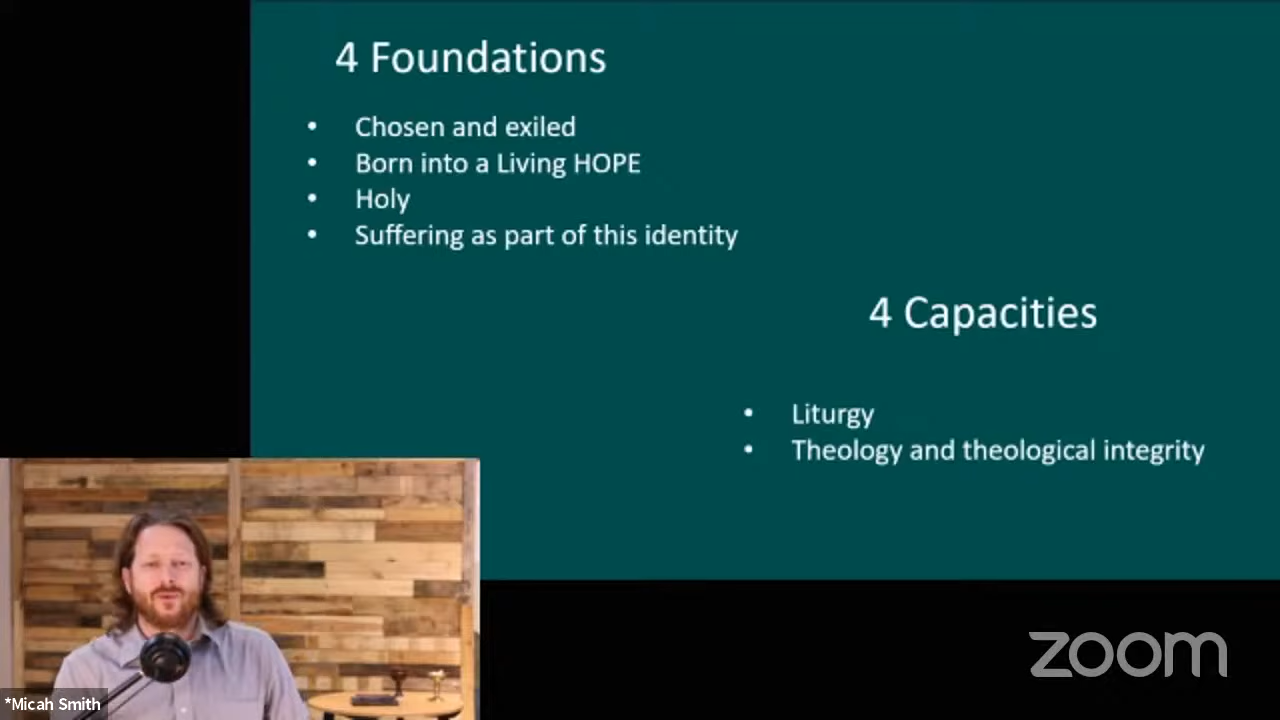 4 Foundations
• Chosen and exiled
• Born into a Living HOPE
• Holy
• Suffering as part of this identity
4 Capacities
• Liturgy
• Theology and theological integrity
zoom
*Micah Smith